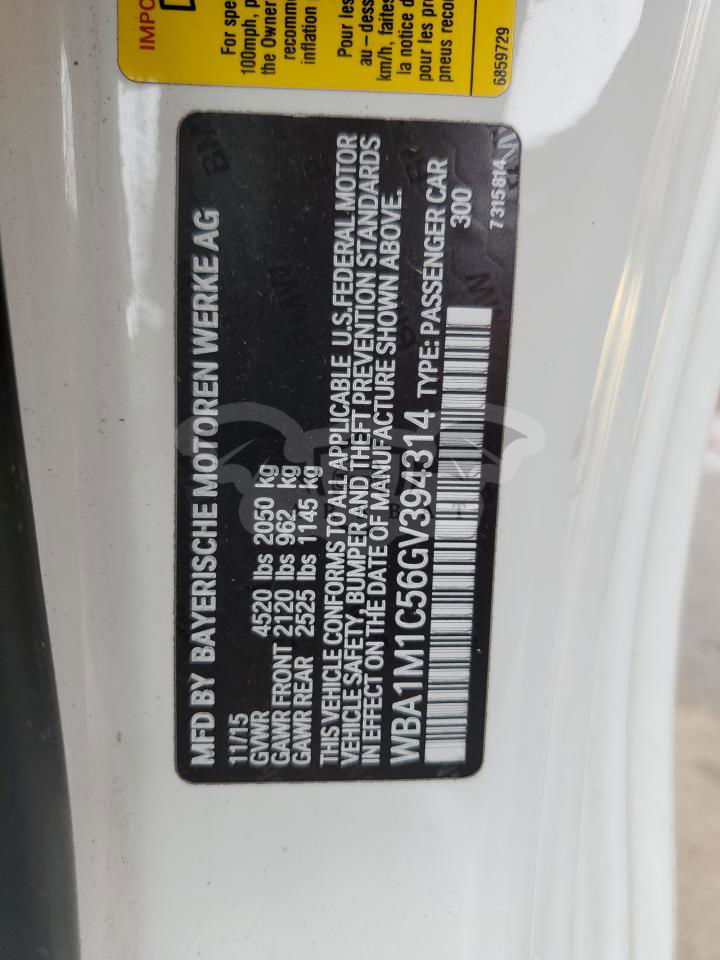 IMPO
For spe
100mph, p
the Owner
recomm
inflation
Pour les
au - dess
km/h, faites
la notice d
pour les pr
pneus recor
6859729
MFD BY BAYERISCHE MOTOREN WERKE AG
11/15
GVWR 4520 lbs 2050 kg
GAWR FRONT 2120 lbs 962 kg
GAWR REAR 2525 lbs 1145 kg
THIS VEHICLE CONFORMS TO ALL APPLICABLE U.S. FEDERAL MOTOR
VEHICLE SAFETY, BUMPER AND THEFT PREVENTION STANDARDS
IN EFFECT ON THE DATE OF MANUFACTURE SHOWN ABOVE.
WBA1M1C56GV394314 TYPE: PASSENGER CAR
300
7315814